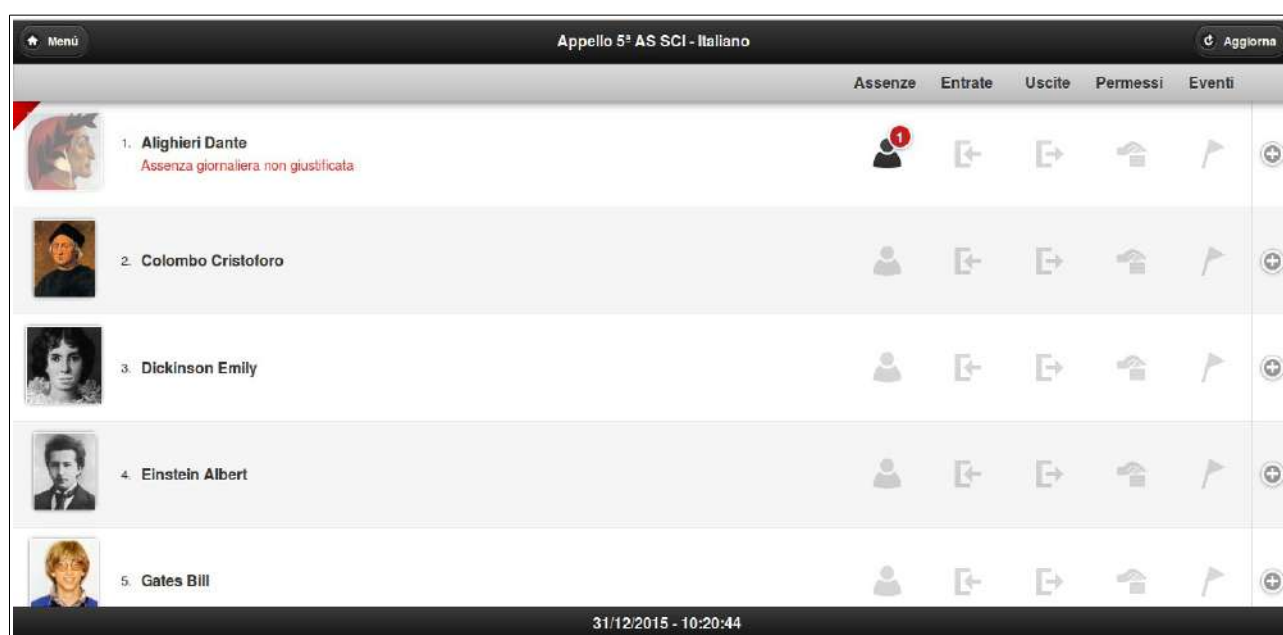 Menú
Appello 5ª AS SCI - Italiano
Aggiorna
Assenze Entrate Uscite Permessi Eventi
1. Alighieri Dante
1
Assenza giornaliera non giustificata
2. Colombo Cristoforo
3. Dickinson Emily
4. Einstein Albert
5. Gates Bill
31/12/2015 - 10:20:44